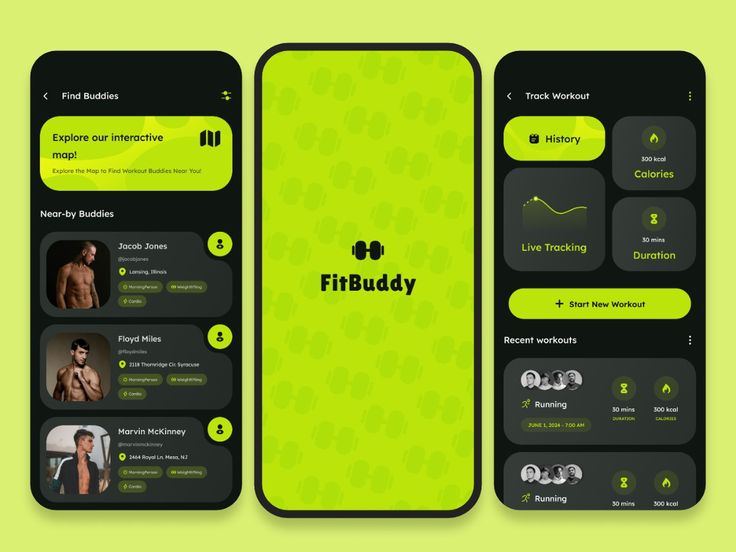 Find Buddies
Explore our interactive
map!
Explore the Map to Find Workout Buddies Near You!
Near-by Buddies
Jacob Jones
@jacobjones
Lansing, Illinois
MorningPerson
Weightlifting
Cardio
Floyd Miles
@floydmiles
2118 Thornridge Cir. Syracuse
MorningPerson
Weightlifting
Cardio
Marvin McKinney
@marvinmckinney
2464 Royal Ln. Mesa, NJ
MorningPerson
Weightlifting
Cardio
FitBuddy
Track Workout
History
300 kcal
Calories
Live Tracking
30 mins
Duration
+ Start New Workout
Recent workouts
Running
JUNE 1, 2024 - 7:00 AM
30 mins
DURATION
300 kcal
CALORIES
Running
30 mins
300 kcal